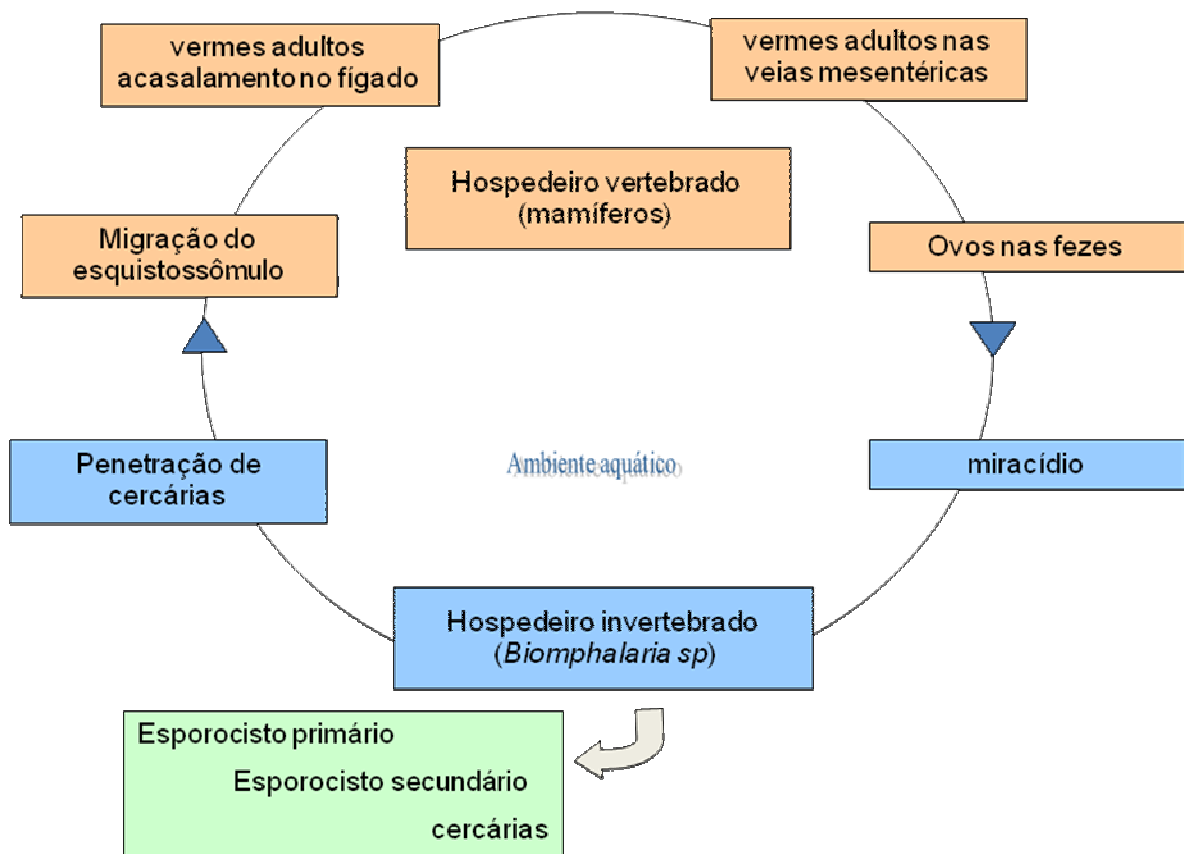 vermes adultos
acasalamento no fígado
vermes adultos nas
veias mesentéricas
Hospedeiro vertebrado
(mamíferos)
Migração do
esquistossômulo
Ovos nas fezes
Penetração de
cercárias
Ambiente aquático
miracídio
Hospedeiro invertebrado
(Biomphalaria sp)
Esporocisto primário
Esporocisto secundário
cercárias